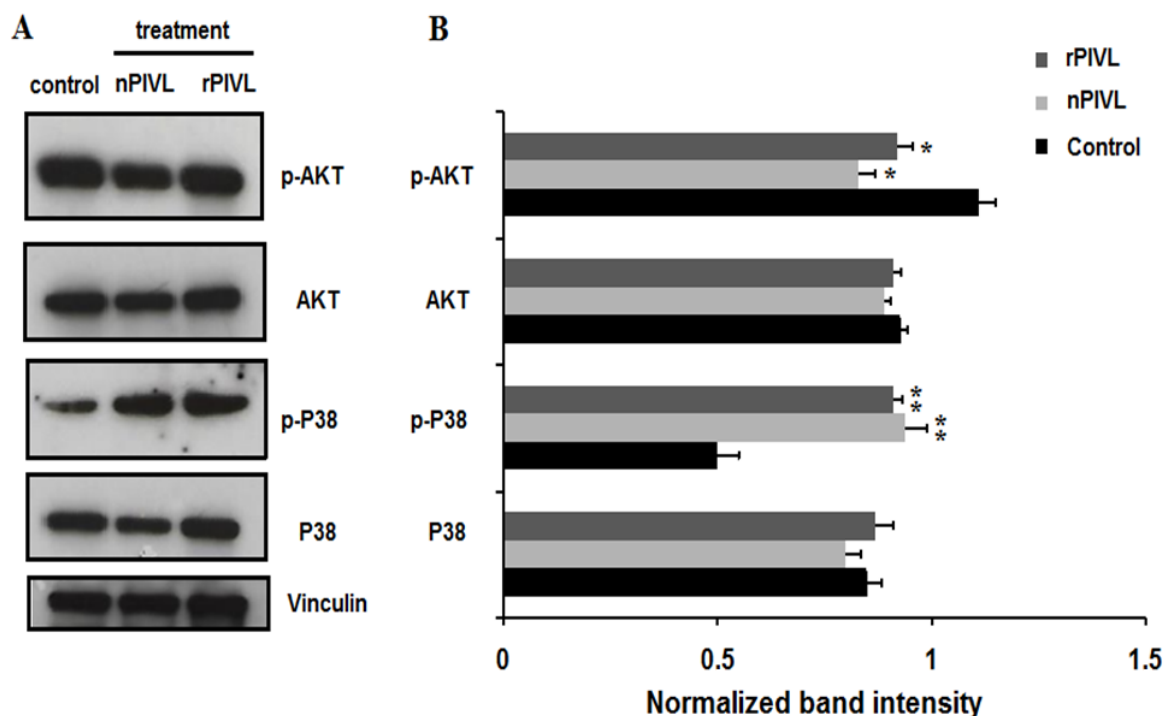 A
treatment
control nPIVL rPIVL
p-AKT
AKT
p-P38
P38
Vinculin
B
rPIVL
nPIVL
Control
p-AKT
* 
*
AKT
p-P38
**
**
P38
0 0.5 1 1.5
Normalized band intensity